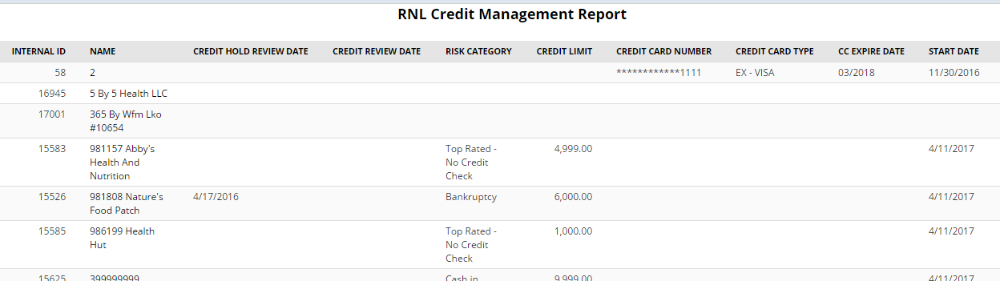 RNL Credit Management Report
INTERNAL ID NAME CREDIT HOLD REVIEW DATE CREDIT REVIEW DATE RISK CATEGORY CREDIT LIMIT CREDIT CARD NUMBER CREDIT CARD TYPE CC EXPIRE DATE START DATE
58 2 ************1111 EX - VISA 03/2018 11/30/2016
16945 5 By 5 Health LLC
17001 365 By Wfm Lko
#10654
15583 981157 Abby's Top Rated - 4,999.00 4/11/2017
Health And No Credit
Nutrition Check
15526 981808 Nature's 4/17/2016 Bankruptcy 6,000.00 4/11/2017
Food Patch
15585 986199 Health Top Rated - 1,000.00 4/11/2017
Hut No Credit
Check
15625 399999999 Cash in 9,999.00 4/11/2017